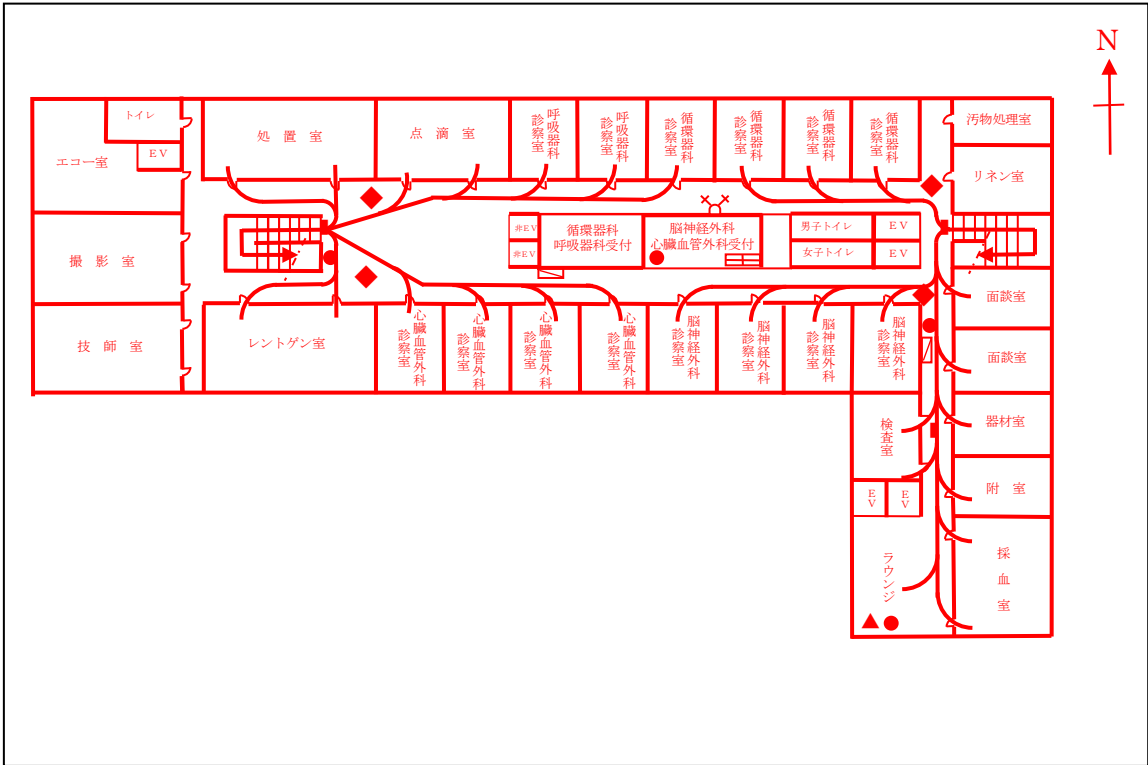 N
トイレ
エコー室
EV
処置室
点滴室
呼吸器科
診察室
呼吸器科
診察室
循環器科
診察室
循環器科
診察室
循環器科
診察室
循環器科
診察室
汚物処理室
リネン室
撮影室
非EV
非EV
循環器科
呼吸器科受付
脳神経外科
心臓血管外科受付
男子トイレ
女子トイレ
EV
EV
面談室
面談室
技師室
レントゲン室
心臓血管外科
診察室
心臓血管外科
診察室
心臓血管外科
診察室
心臓血管外科
診察室
脳神経外科
診察室
脳神経外科
診察室
脳神経外科
診察室
脳神経外科
診察室
検査室
器材室
EV
EV
附室
ラウンジ
採血室